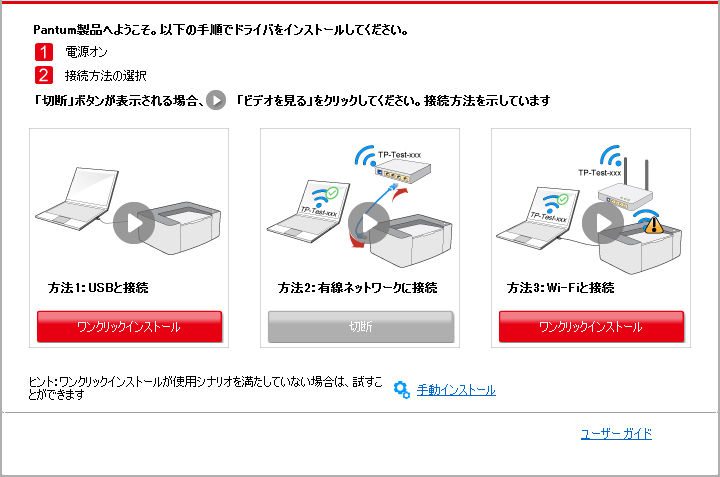 Pantum製品へようこそ。以下の手順でドライバをインストールしてください。
1 電源オン
2 接続方法の選択
「切断」ボタンが表示される場合、 「ビデオを見る」をクリックしてください。接続方法を示しています
TP-Test-xxx
TP-Test-xxx
TP-Test-xxx
TP-Test-xxx
方法1：USBと接続
方法2：有線ネットワークに接続
方法3：Wi-Fiと接続
ワンクリックインストール
切断
ワンクリックインストール
ヒント：ワンクリックインストールが使用シナリオを満たしていない場合は、試すこ
とができます
手動インストール
ユーザー ガイド